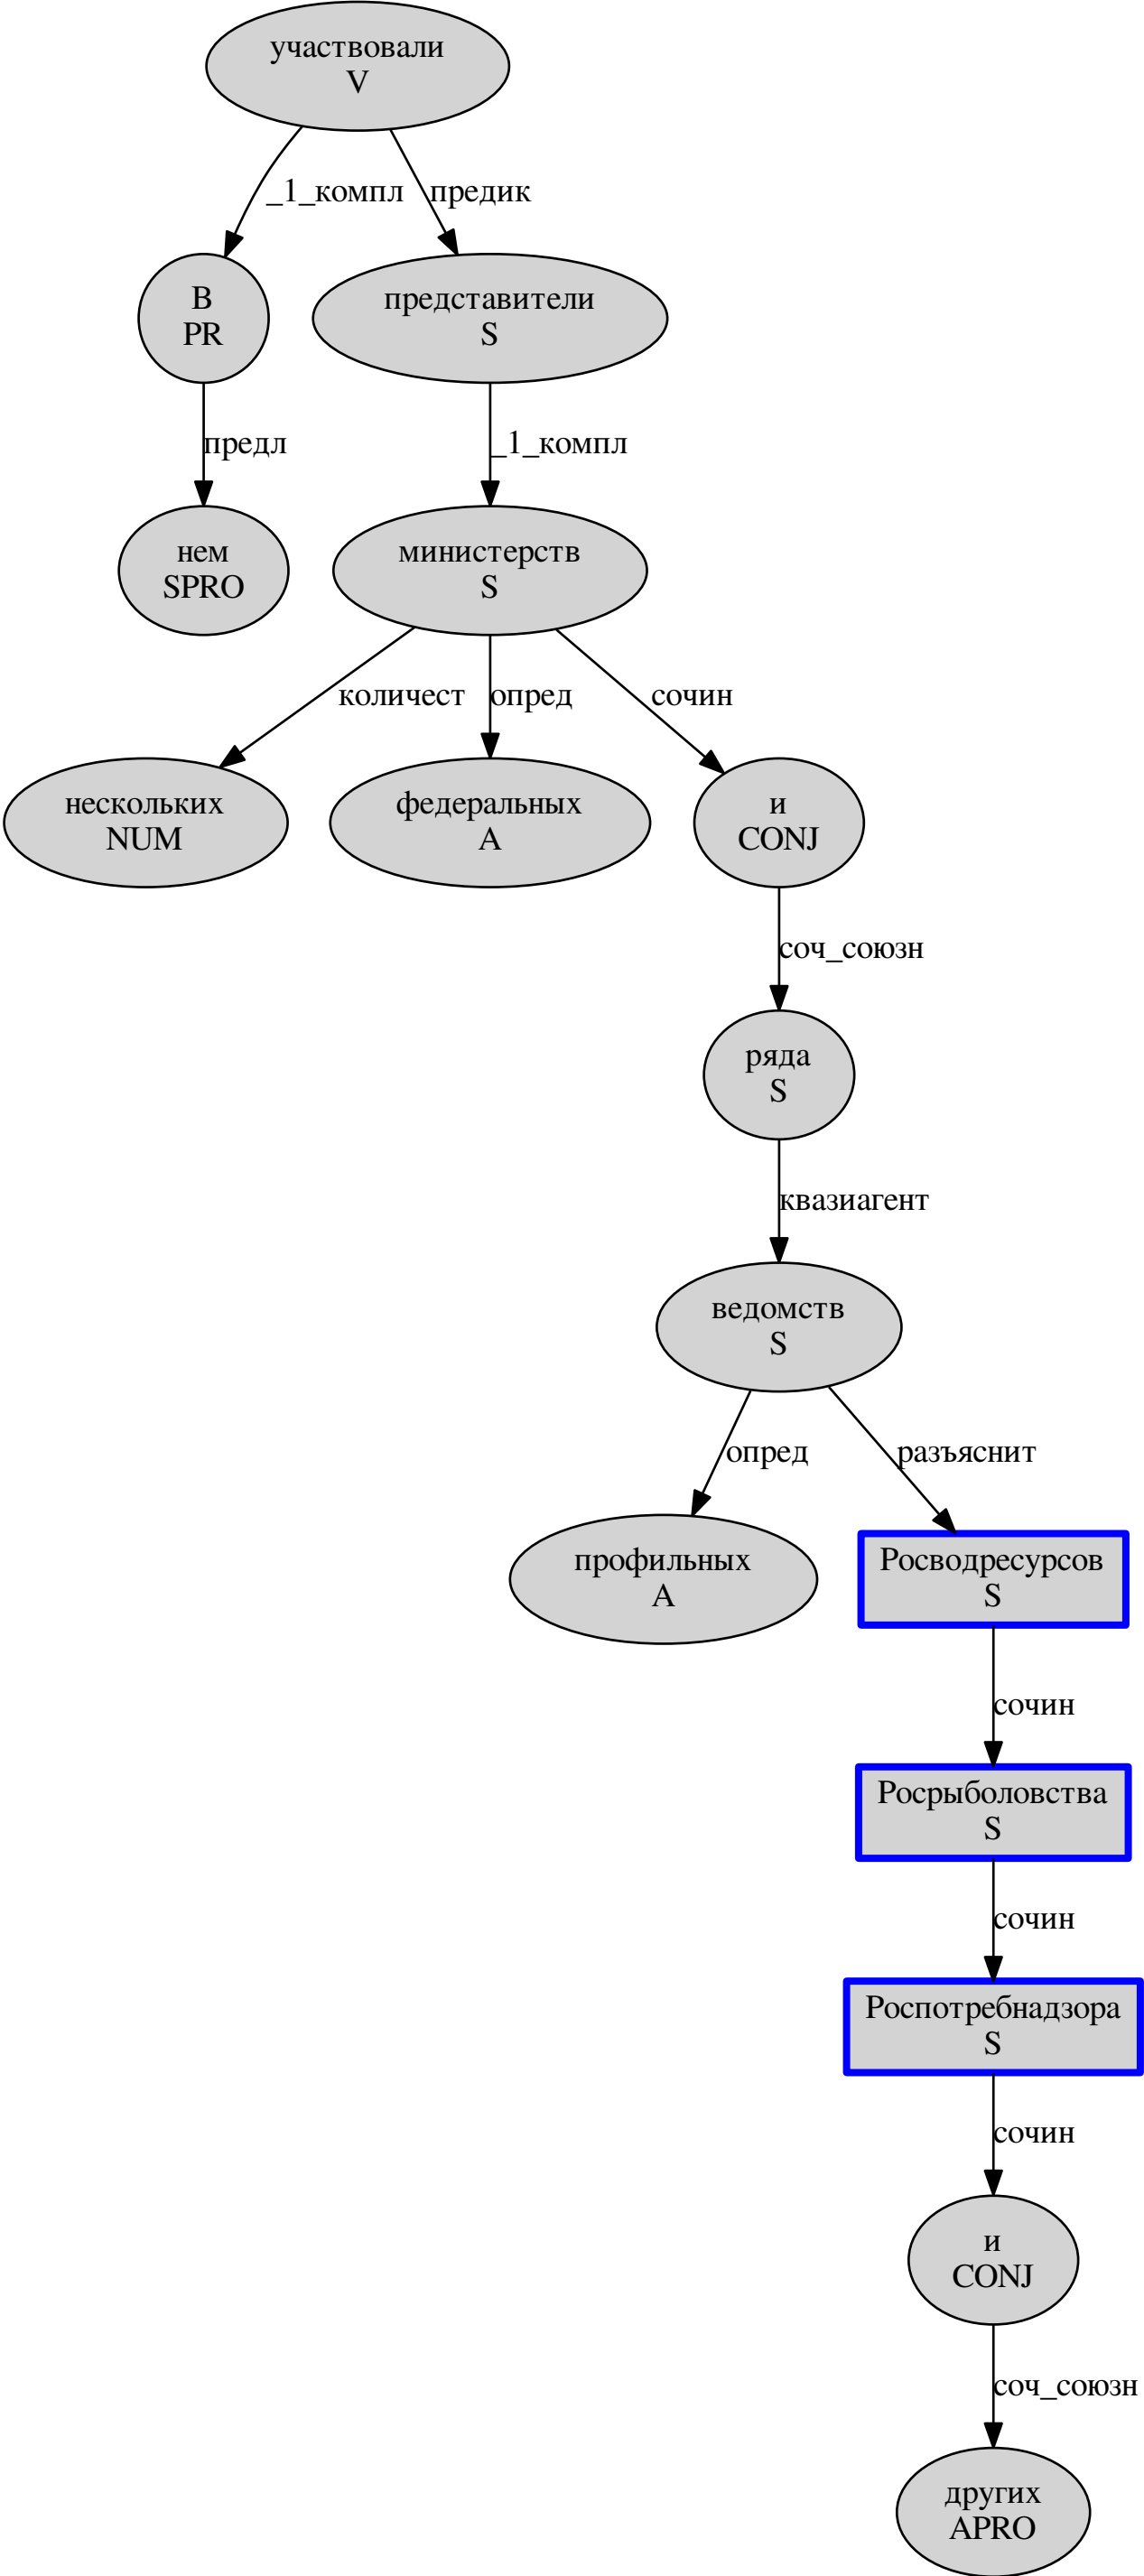 участвовали
V
_1_компл
предик
В
PR
представители
S
предл
_1_компл
нем
SPRO
министерств
S
количест
опред
сочин
нескольких
NUM
федеральных
A
и
CONJ
соч_союзн
ряда
S
квазиагент
ведомств
S
опред
разъяснит
профильных
A
Росводресурсов
S
сочин
Росрыболовства
S
сочин
Роспотребнадзора
S
сочин
и
CONJ
соч_союзн
других
APRO